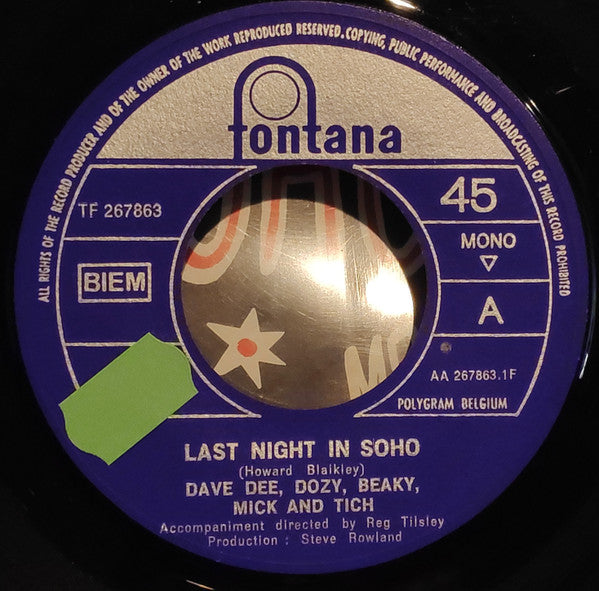 ALL RIGHTS OF THE RECORD PRODUCER AND OF THE OWNER OF THE WORK REPRODUCED RESERVED. COPYING, PUBLIC PERFORMANCE AND BROADCASTING OF THIS RECORD PROHIBITED
fontana
TF 267863
45
MONO
BIEM
A
AA 267863.1F
POLYGRAM BELGIUM
LAST NIGHT IN SOHO
(Howard Blaikley)
DAVE DEE, DOZY, BEAKY,
MICK AND TICH
Accompaniment directed by Reg Tilsley
Production : Steve Rowland